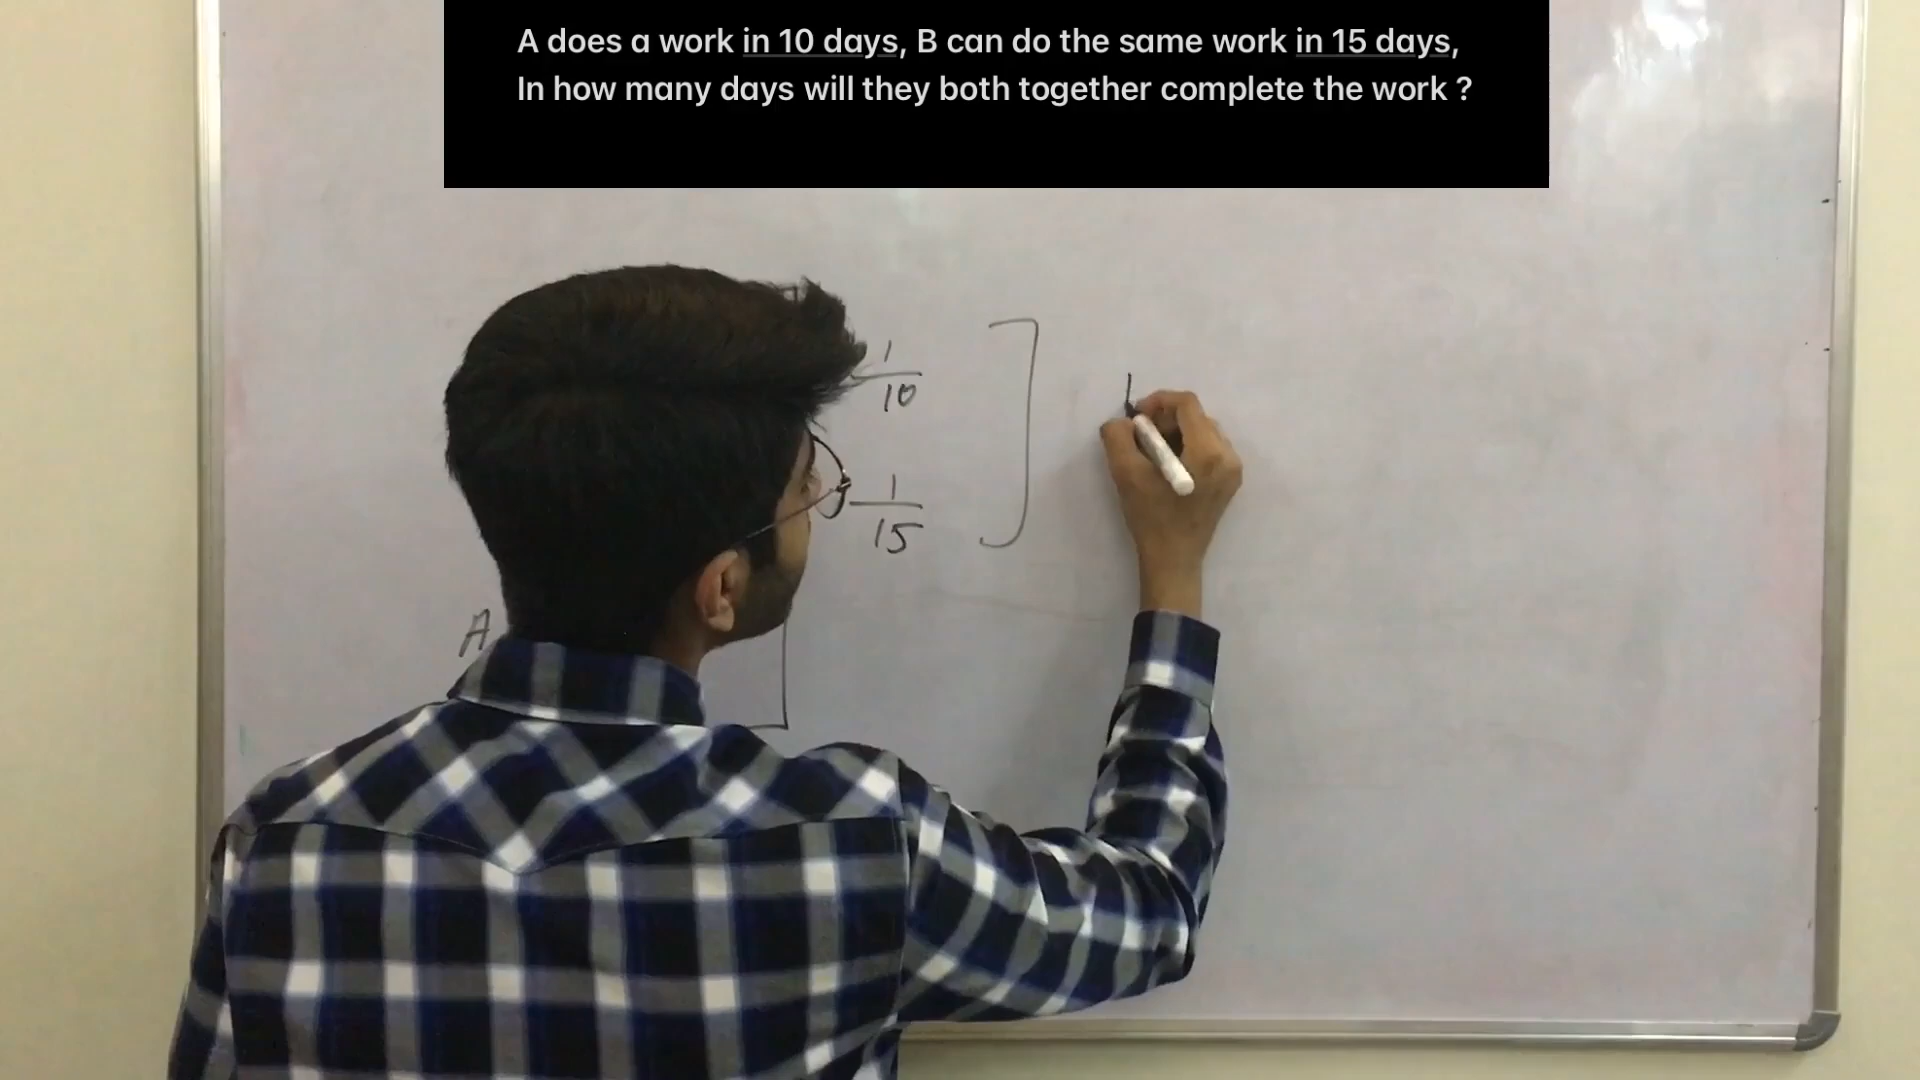 A does a work in 10 days, B can do the same work in 15 days,
In how many days will they both together complete the work ?
1
10
1
15
A